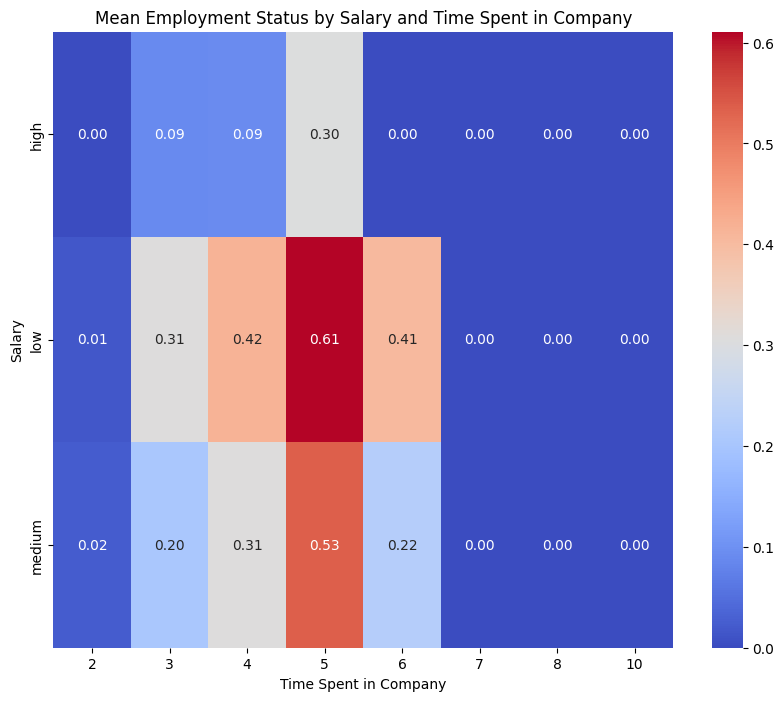 Mean Employment Status by Salary and Time Spent in Company
high
0.00 0.09 0.09 0.30 0.00 0.00 0.00 0.00
Salary
low
0.01 0.31 0.42 0.61 0.41 0.00 0.00 0.00
medium
0.02 0.20 0.31 0.53 0.22 0.00 0.00 0.00
2 3 4 5 6 7 8 10
Time Spent in Company
0.6
0.5
0.4
0.3
0.2
0.1
0.0